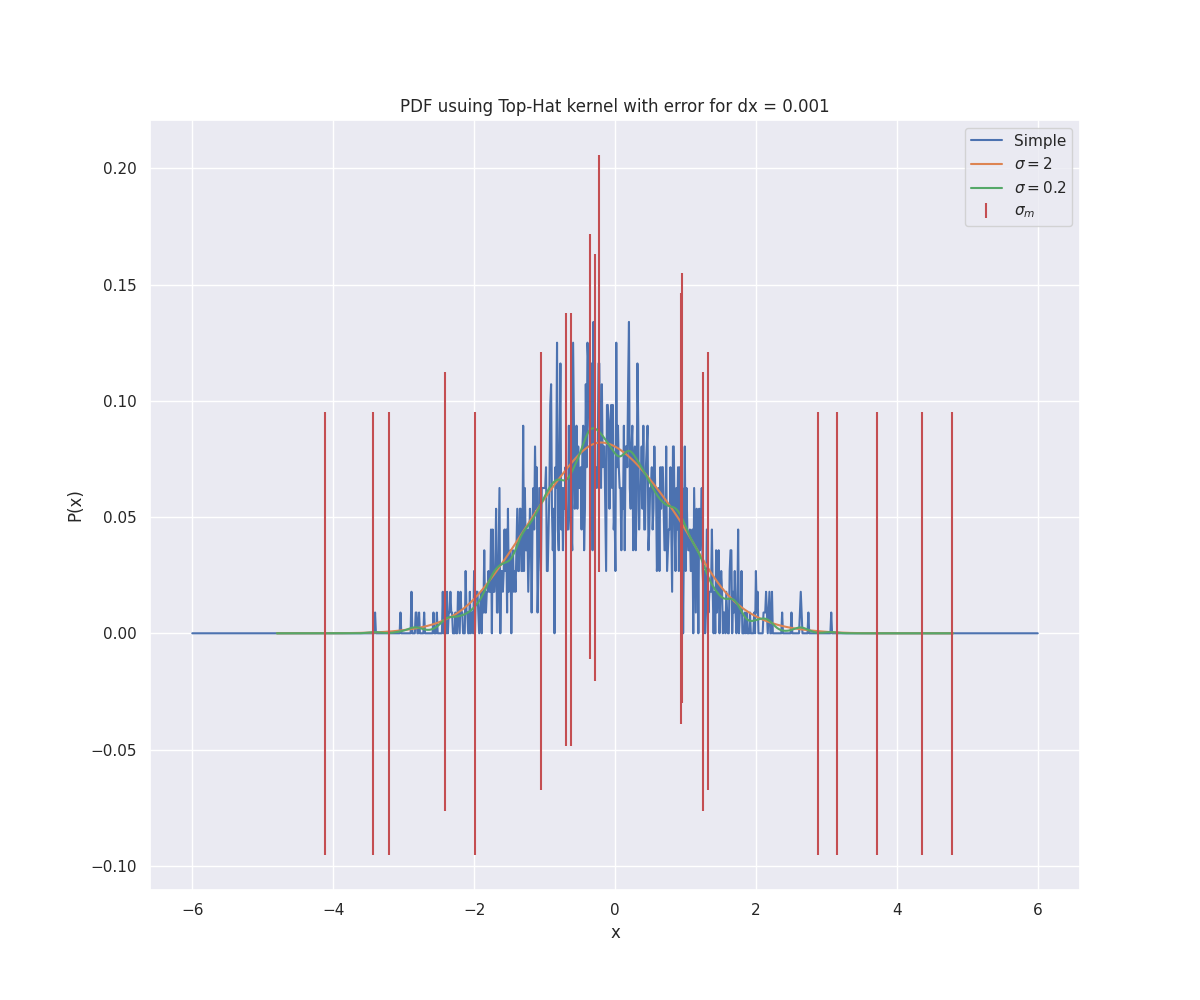 PDF usuing Top-Hat kernel with error for dx = 0.001
Simple
σ = 2
σ = 0.2
σm
P(x)
0.20
0.15
0.10
0.05
0.00
−0.05
−0.10
−6
−4
−2
0
2
4
6
x